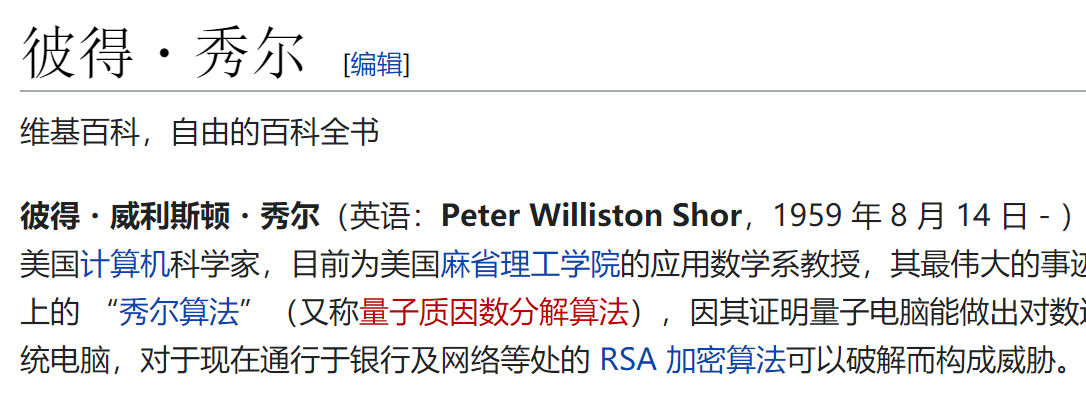 彼得·秀尔 [编辑]
维基百科，自由的百科全书
彼得·威利斯顿·秀尔（英语：Peter Williston Shor，1959 年 8 月 14 日 - ）
美国计算机科学家，目前为美国麻省理工学院的应用数学系教授，其最伟大的事迹
上的 “秀尔算法” （又称量子质因数分解算法），因其证明量子电脑能做出对数
统电脑，对于现在通行于银行及网络等处的 RSA 加密算法可以破解而构成威胁。